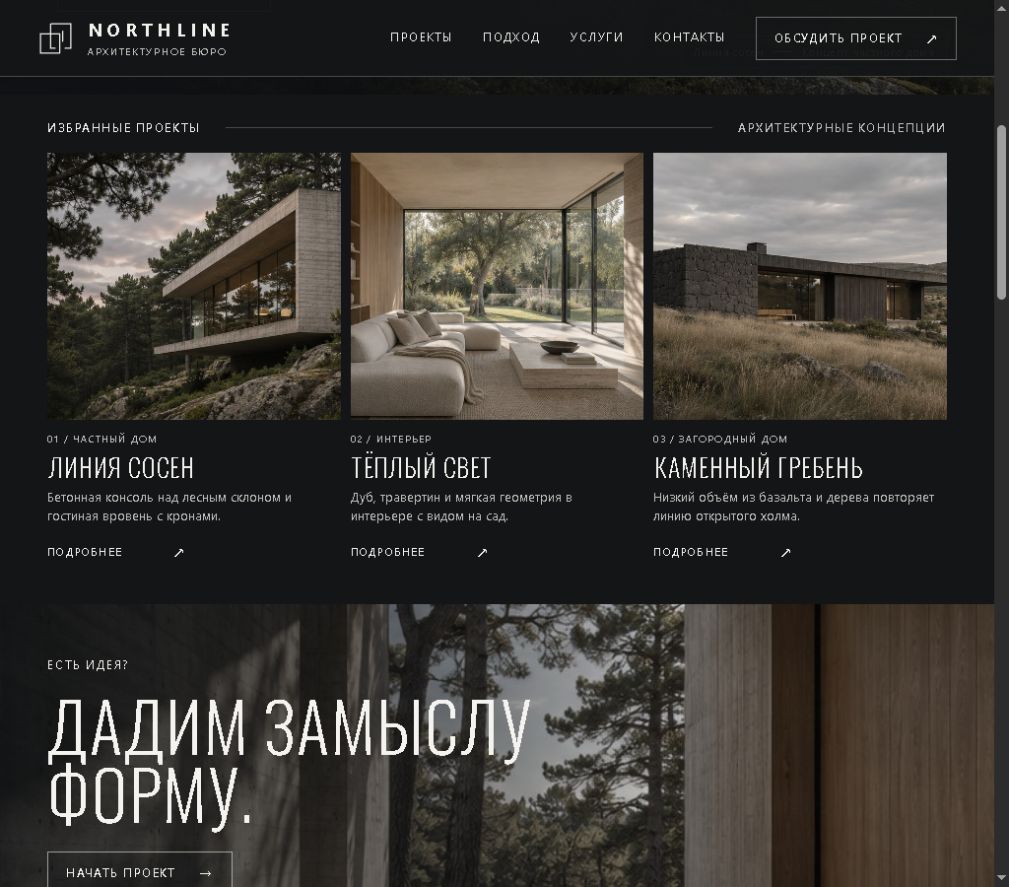 NORTHLINE
АРХИТЕКТУРНОЕ БЮРО
ПРОЕКТЫ
ПОДХОД
УСЛУГИ
КОНТАКТЫ
ОБСУДИТЬ ПРОЕКТ ↗
ИЗБРАННЫЕ ПРОЕКТЫ
АРХИТЕКТУРНЫЕ КОНЦЕПЦИИ
01 / ЧАСТНЫЙ ДОМ
ЛИНИЯ СОСЕН
Бетонная консоль над лесным склоном и
гостиная вровень с кронами.
ПОДРОБНЕЕ ↗
02 / ИНТЕРЬЕР
ТЁПЛЫЙ СВЕТ
Дуб, травертин и мягкая геометрия в
интерьере с видом на сад.
ПОДРОБНЕЕ ↗
03 / ЗАГОРОДНЫЙ ДОМ
КАМЕННЫЙ ГРЕБЕНЬ
Низкий объём из базальта и дерева повторяет
линию открытого холма.
ПОДРОБНЕЕ ↗
ЕСТЬ ИДЕЯ?
ДАДИМ ЗАМЫСЛУ
ФОРМУ.
НАЧАТЬ ПРОЕКТ →